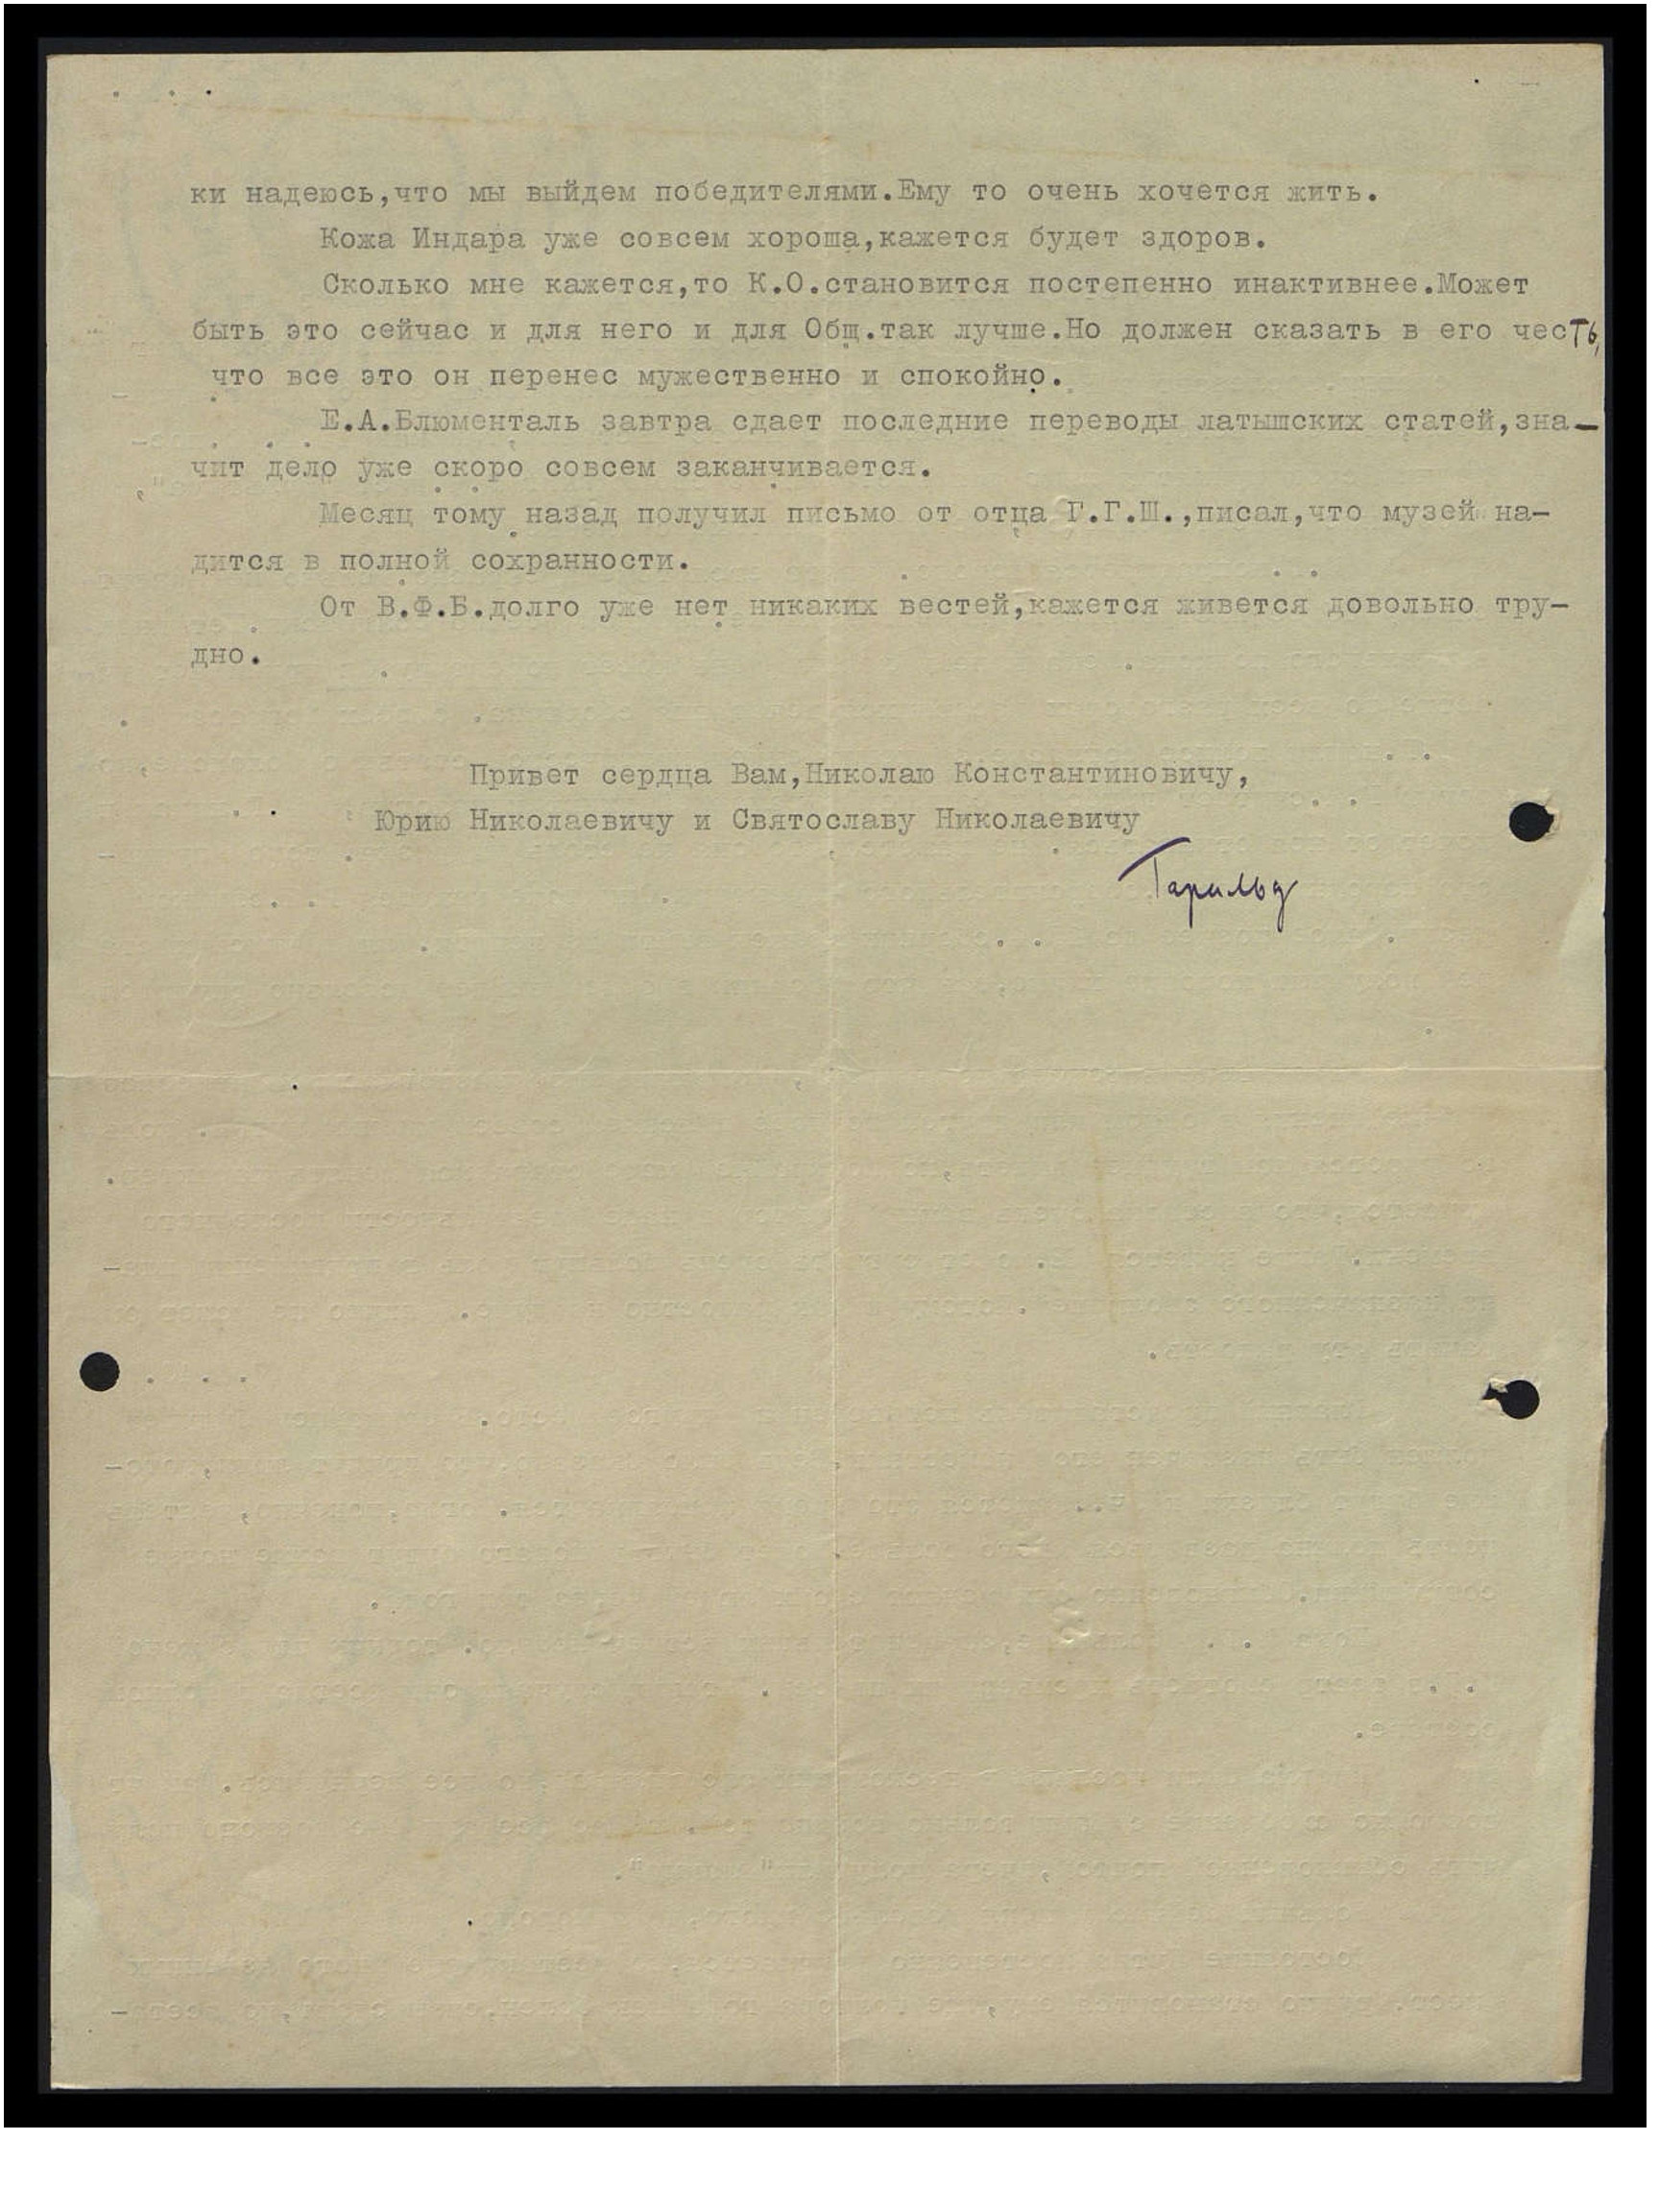 ки надеюсь,что мы выйдем победителями.Ему то очень хочется жить.
Кожа Индара уже совсем хороша,кажется будет здоров.
Сколько мне кажется,то К.О.становится постепенно инактивнее.Может
быть это сейчас и для него и для Общ.так лучше.Но должен сказать в его честь,
что все это он перенес мужественно и спокойно.
Е.А.Блюменталь завтра сдает последние переводы латышских статей,зна-
чит дело уже скоро совсем заканчивается.
Месяц тому назад получил письмо от отца Г.Г.Ш.,писал,что музей на-
дится в полной сохранности.
От В.Ф.Б.долго уже нет никаких вестей,кажется живется довольно тру-
дно.
Привет сердца Вам,Николаю Константиновичу,
Юрию Николаевичу и Святославу Николаевичу
Гаральд